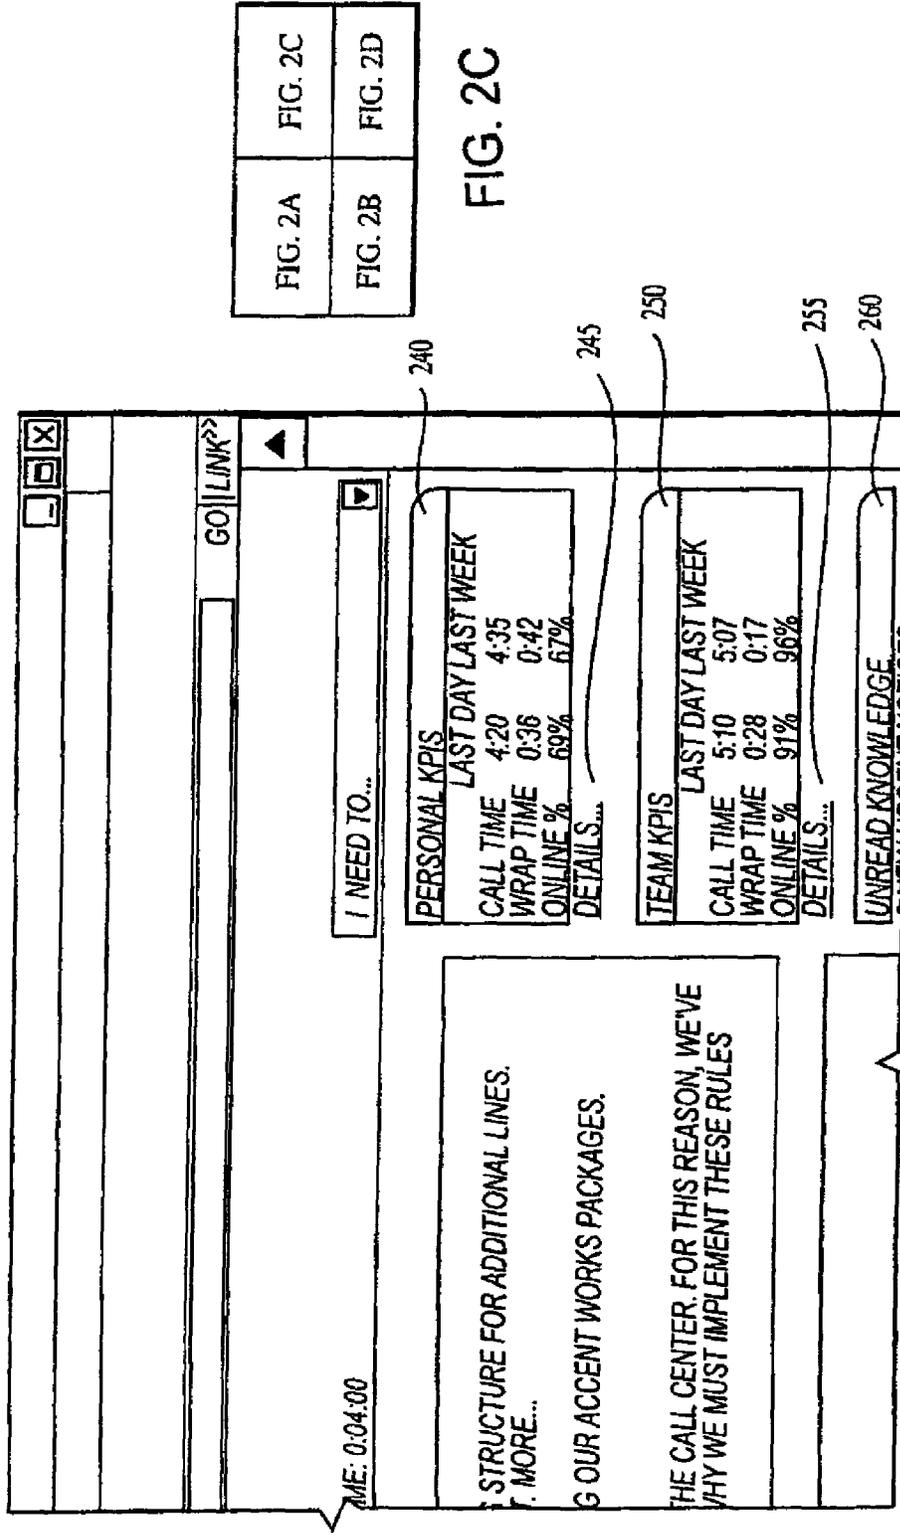 FIG. 2A FIG. 2C
FIG. 2B FIG. 2D
FIG. 2C
GO LINK >>
ME: 0:04:00
I NEED TO...
PERSONAL KPIS
240
LAST DAY LAST WEEK
CALL TIME 4:20 4:35
WRAP TIME 0:36 0:42
ONLINE % 69% 67%
DETAILS...
245
TEAM KPIS
250
LAST DAY LAST WEEK
CALL TIME 5:10 5:07
WRAP TIME 0:28 0:17
ONLINE % 91% 96%
DETAILS...
255
UNREAD KNOWLEDGE
260
STRUCTURE FOR ADDITIONAL LINES.
T. MORE...
G OUR ACCENT WORKS PACKAGES.
THE CALL CENTER. FOR THIS REASON, WE'VE
WHY WE MUST IMPLEMENT THESE RULES